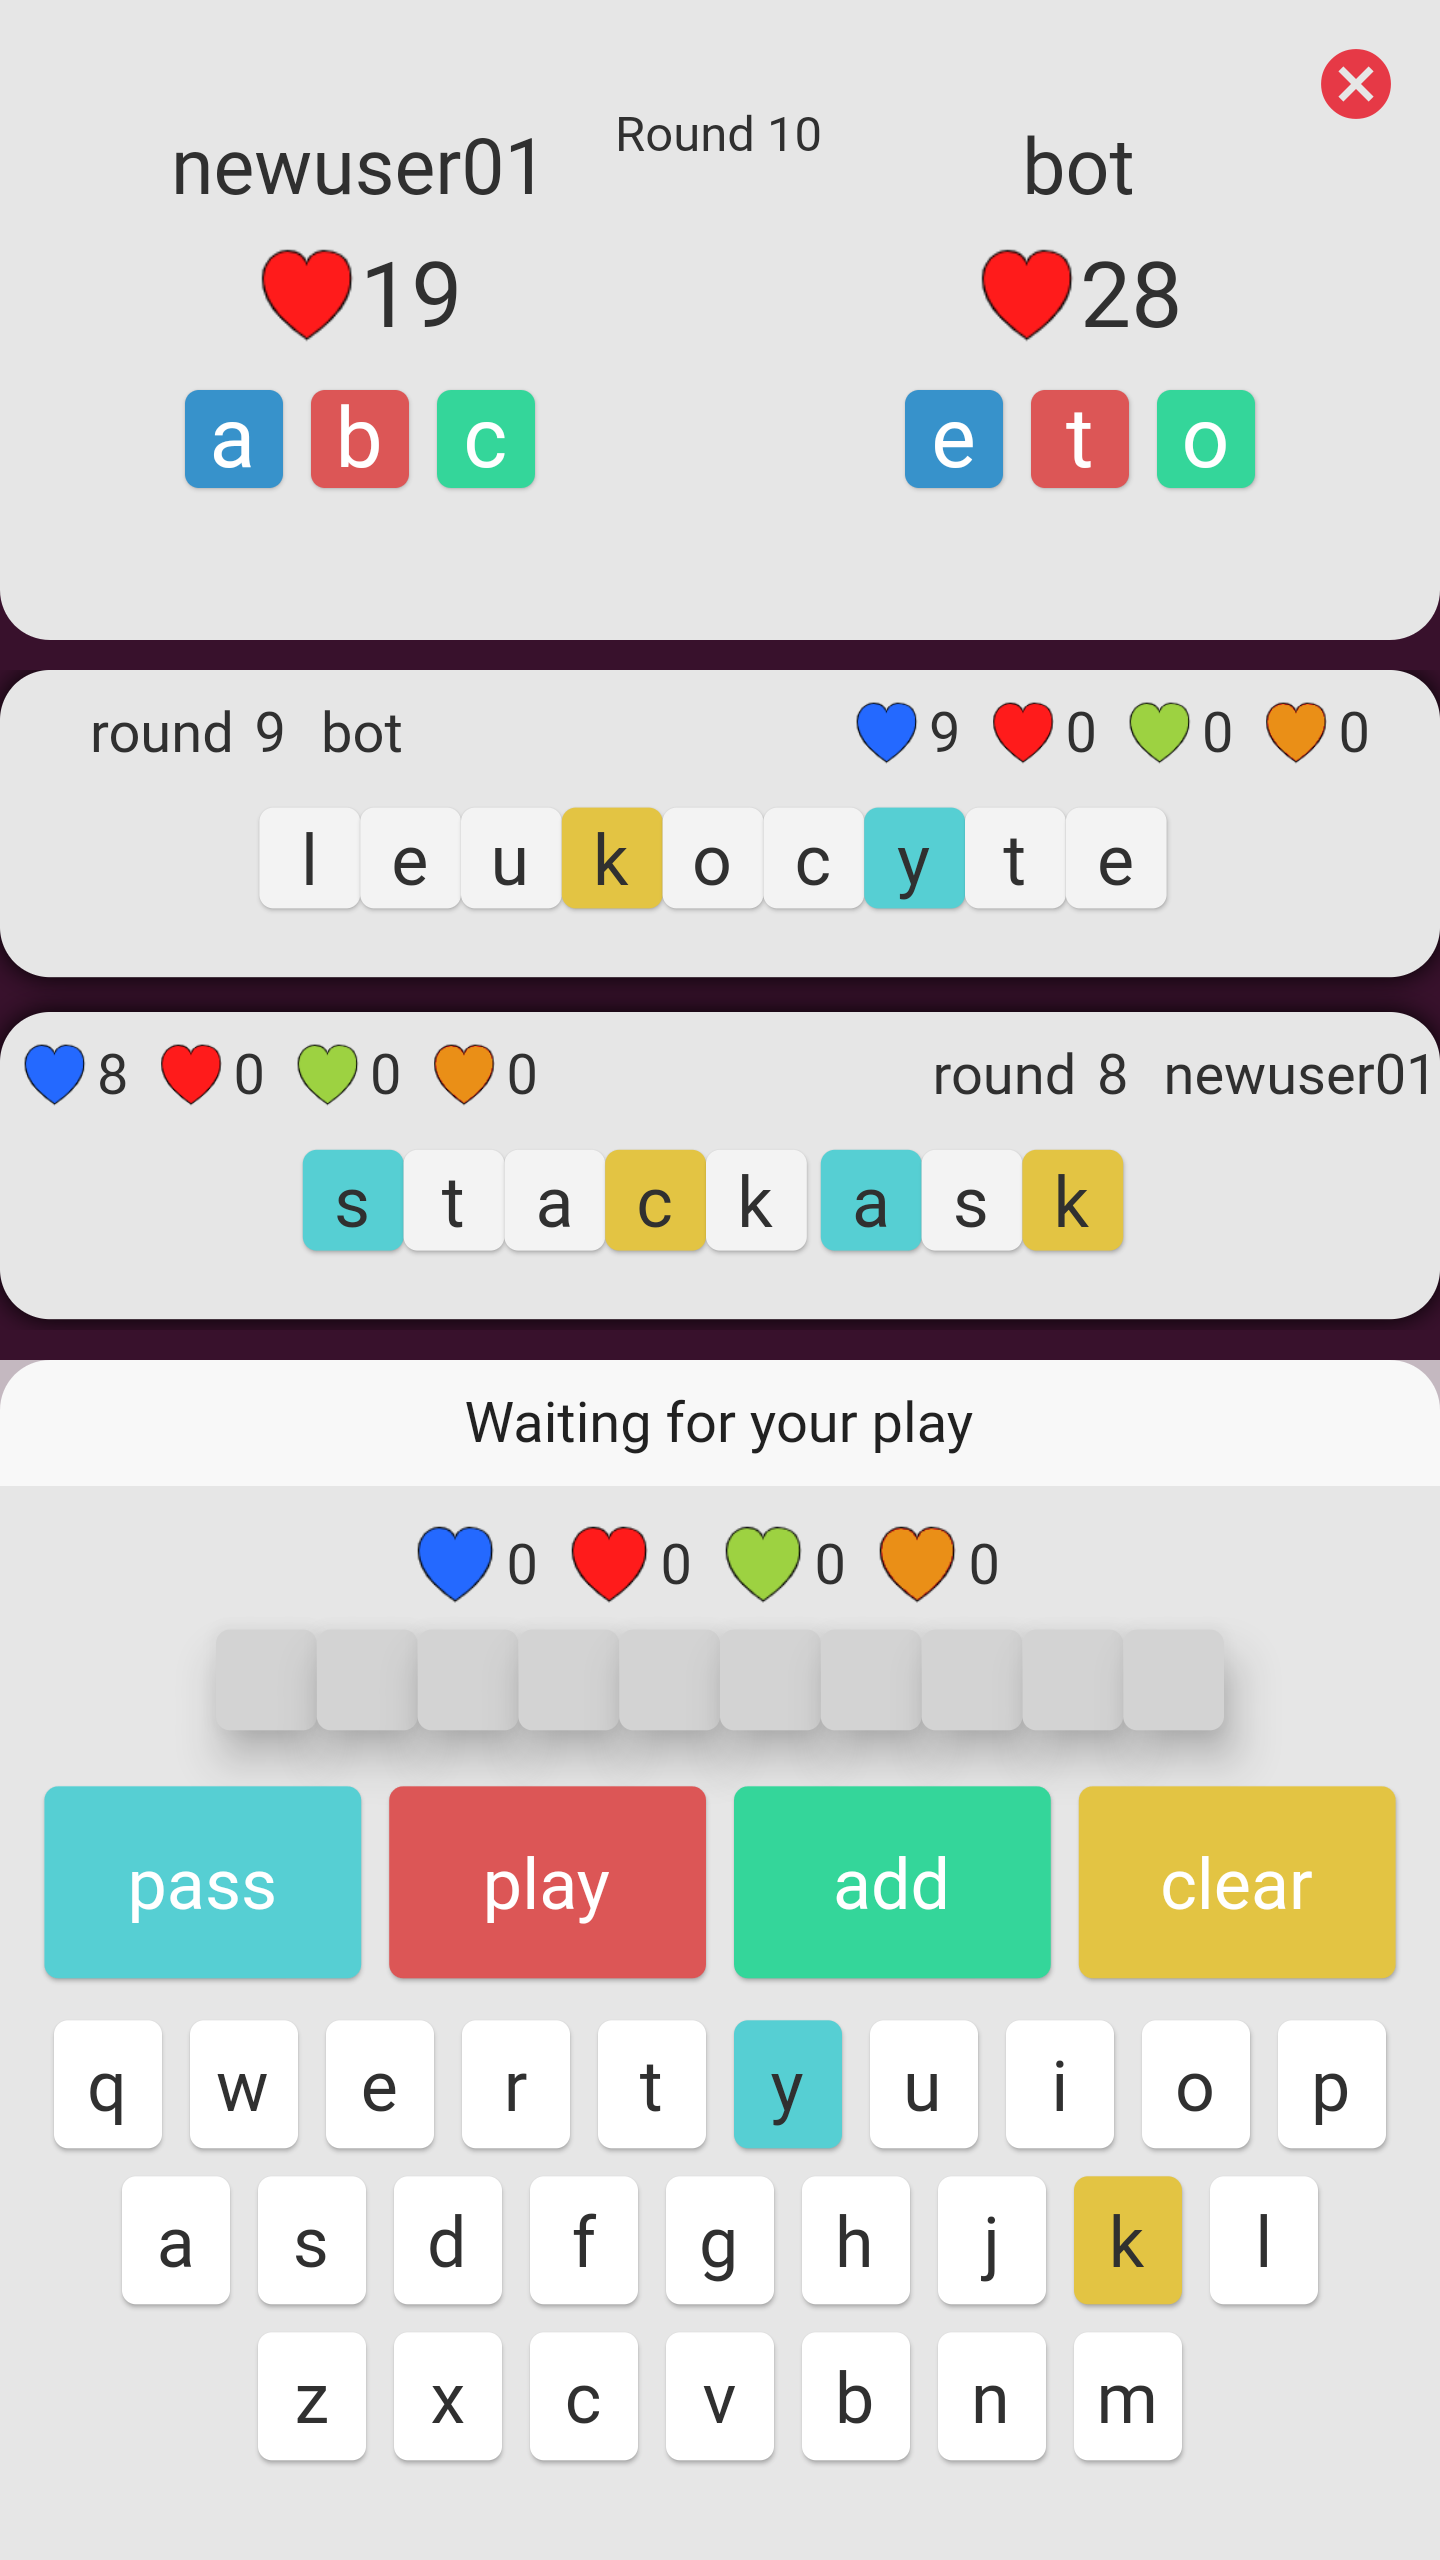 Round 10
newuser01 bot
19 28
a b c e t o
round 9 bot 9 0 0 0
l e u k o c y t e
8 0 0 0 round 8 newuser01
s t a c k a s k
Waiting for your play
0 0 0 0
pass play add clear
q w e r t y u i o p
a s d f g h j k l
z x c v b n m